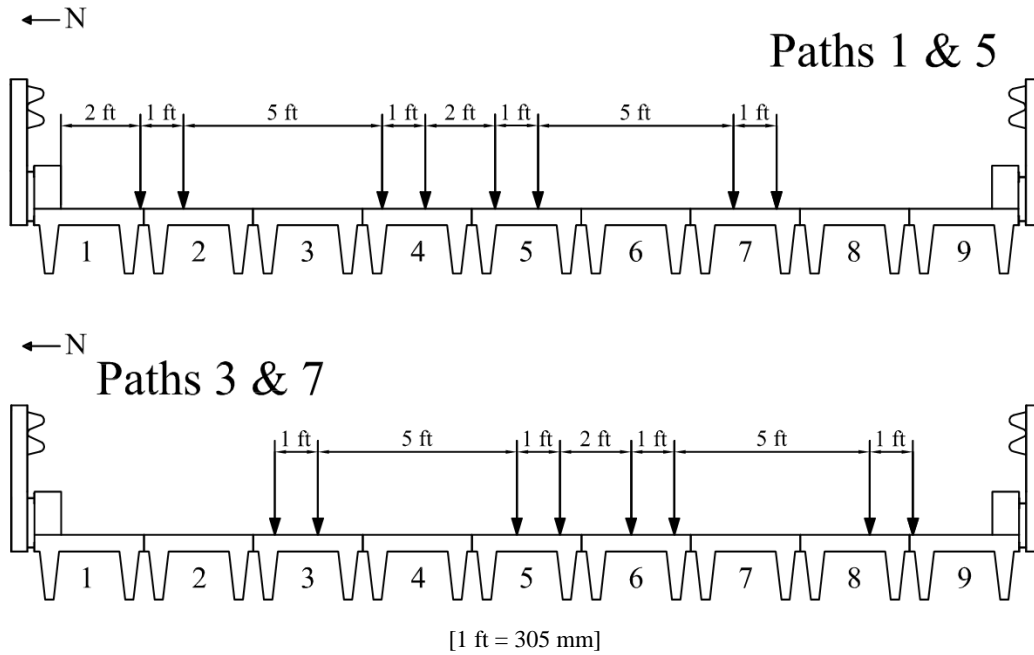 N
Paths 1 & 5
2 ft 1 ft 5 ft 1 ft 2 ft 1 ft 5 ft 1 ft
1 2 3 4 5 6 7 8 9
N
Paths 3 & 7
1 ft 5 ft 1 ft 2 ft 1 ft 5 ft 1 ft
1 2 3 4 5 6 7 8 9
[1 ft = 305 mm]